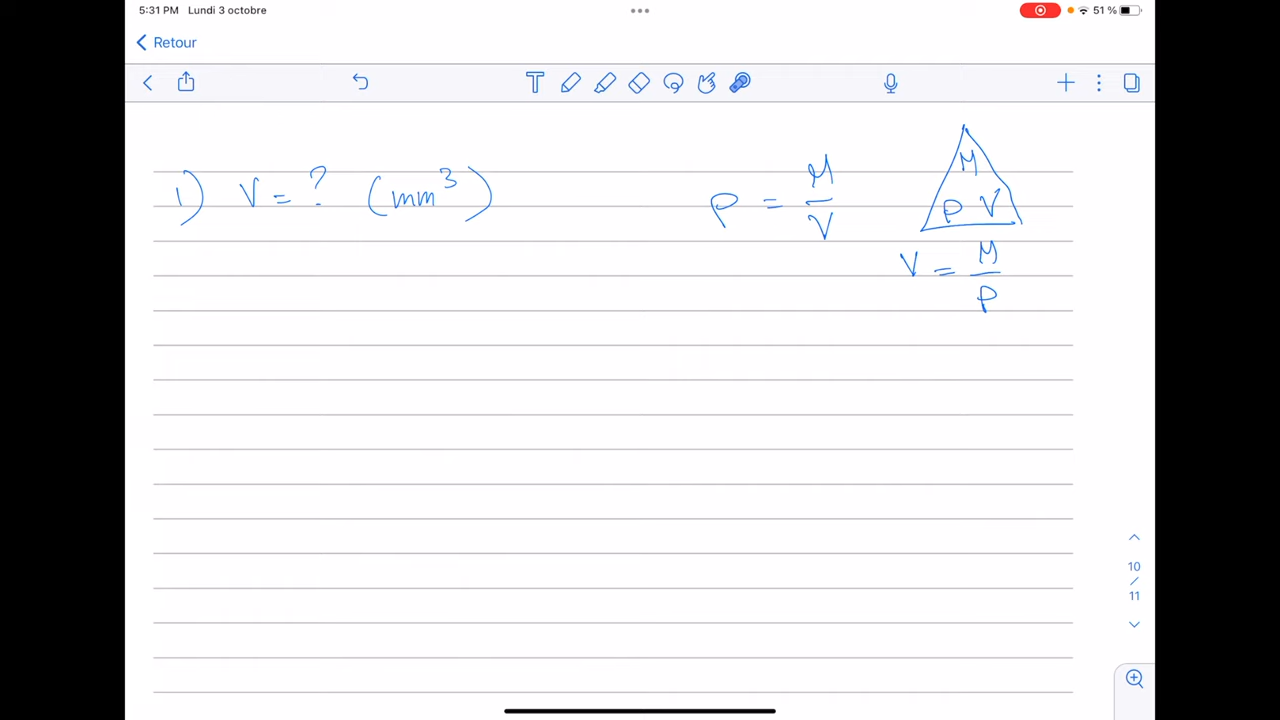 5:31 PM Lundi 3 octobre
51 %
Retour
1) V = ? (mm³)
ρ = M / V
M
ρ V
V = M / ρ
10
/
11